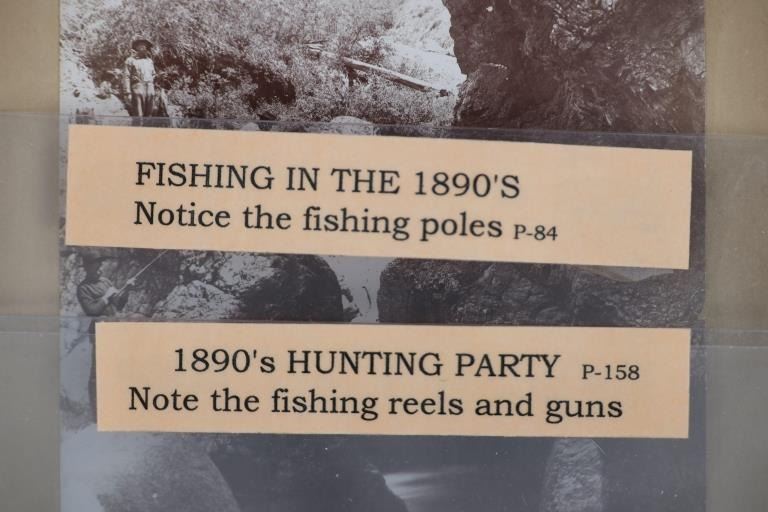 FISHING IN THE 1890'S
Notice the fishing poles P-84
1890's HUNTING PARTY P-158
Note the fishing reels and guns